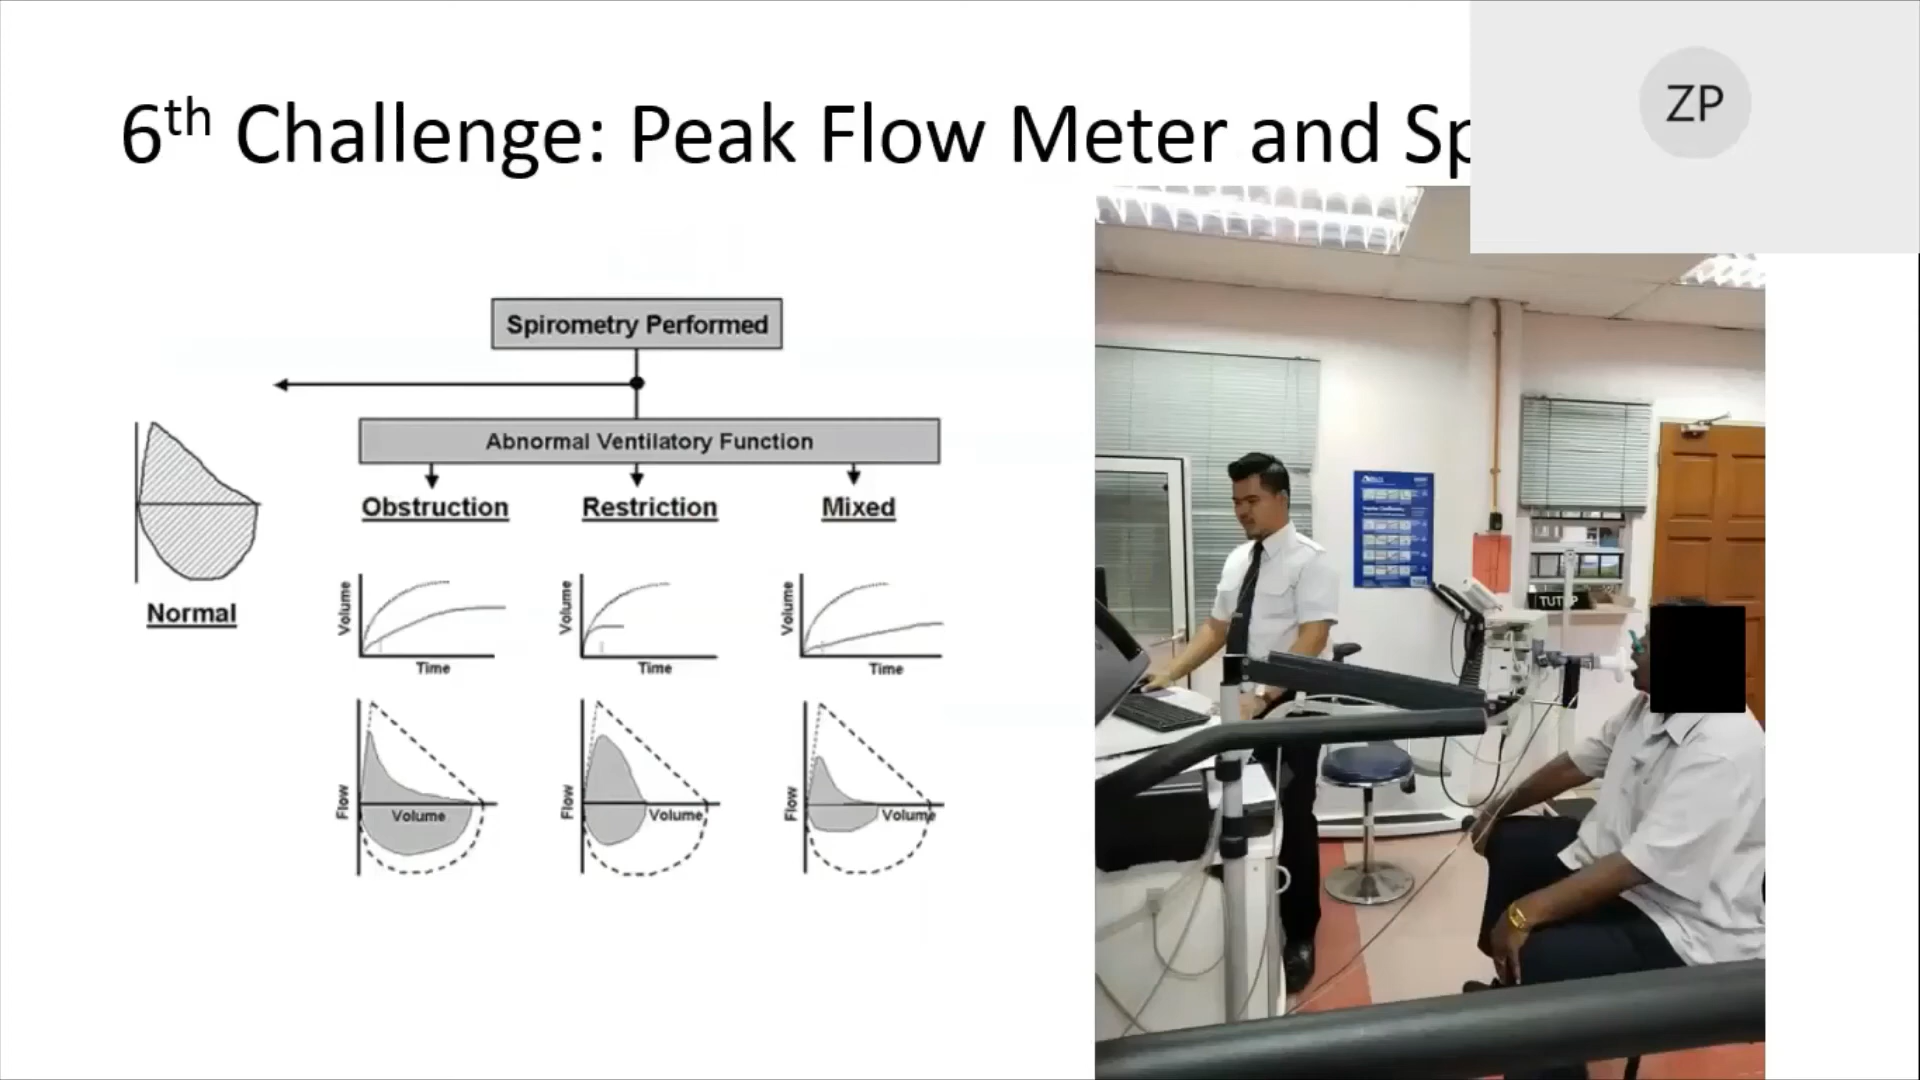 6th Challenge: Peak Flow Meter and Sp
ZP
Spirometry Performed
Abnormal Ventilatory Function
Obstruction
Restriction
Mixed
Normal
Volume
Time
Volume
Time
Volume
Time
Flow
Volume
Flow
Volume
Flow
Volume